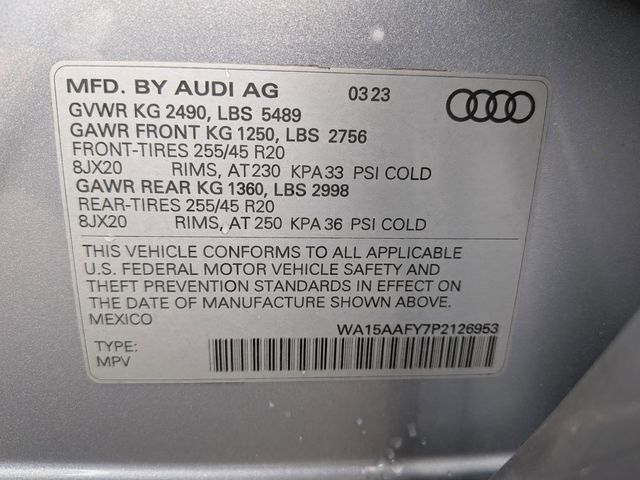 MFD. BY AUDI AG 03 23
GVWR KG 2490, LBS 5489
GAWR FRONT KG 1250, LBS 2756
FRONT-TIRES 255/45 R20
8JX20 RIMS, AT 230 KPA 33 PSI COLD
GAWR REAR KG 1360, LBS 2998
REAR-TIRES 255/45 R20
8JX20 RIMS, AT 250 KPA 36 PSI COLD
THIS VEHICLE CONFORMS TO ALL APPLICABLE
U.S. FEDERAL MOTOR VEHICLE SAFETY AND
THEFT PREVENTION STANDARDS IN EFFECT ON
THE DATE OF MANUFACTURE SHOWN ABOVE.
MEXICO
WA15AAFY7P2126953
TYPE:
MPV